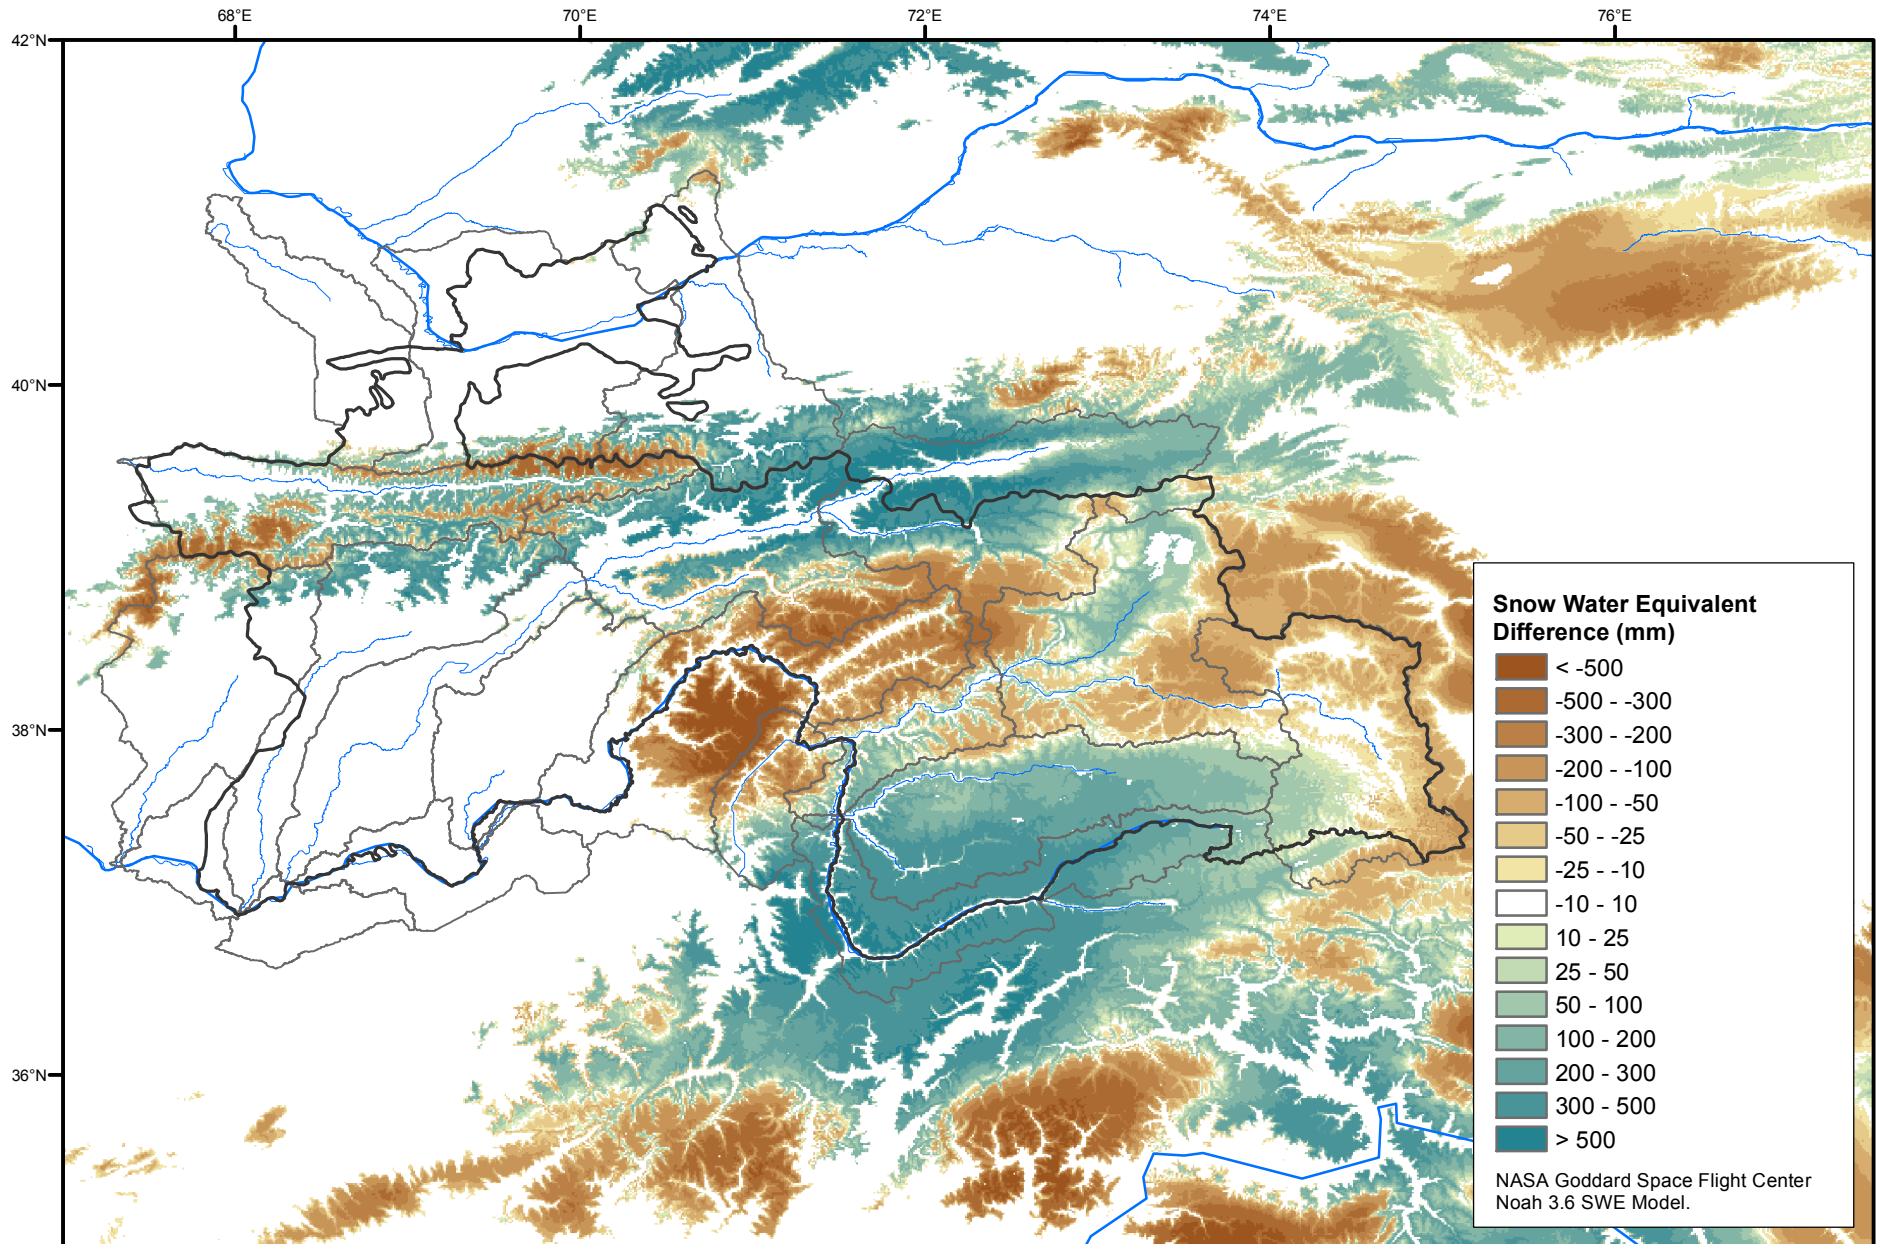 68°E 70°E 72°E 74°E 76°E
42°N
40°N
38°N
36°N
Snow Water Equivalent
Difference (mm)
< -500
-500 - -300
-300 - -200
-200 - -100
-100 - -50
-50 - -25
-25 - -10
-10 - 10
10 - 25
25 - 50
50 - 100
100 - 200
200 - 300
300 - 500
> 500
NASA Goddard Space Flight Center
Noah 3.6 SWE Model.